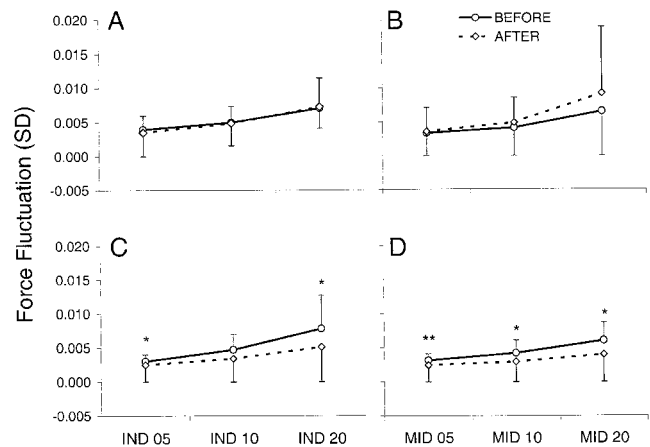 A
B
BEFORE
AFTER
0.020
0.015
0.010
0.005
0.000
-0.005
Force Fluctuation (SD)
C
D
0.020
0.015
0.010
0.005
0.000
-0.005
*
*
**
*
*
IND 05 IND 10 IND 20 MID 05 MID 10 MID 20